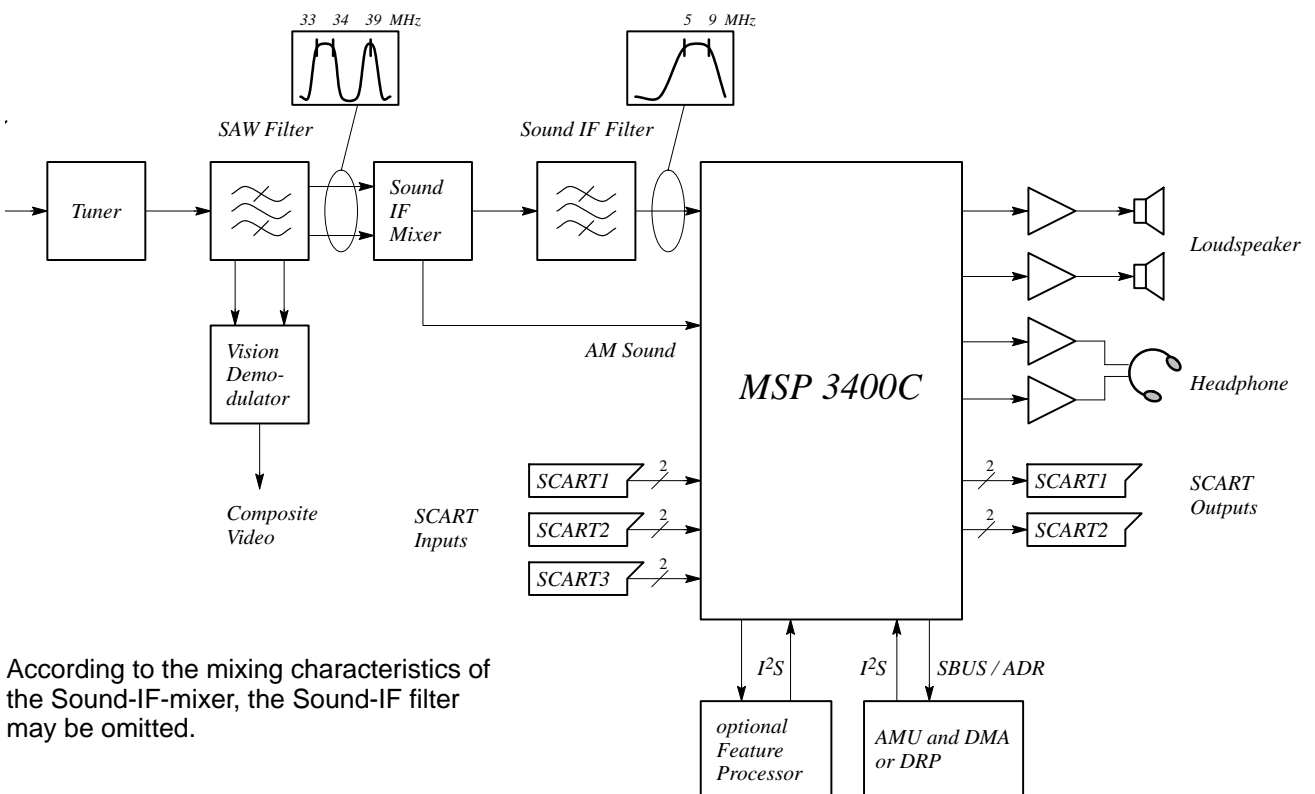 33 34 39 MHz
5 9 MHz
SAW Filter
Sound IF Filter
Tuner
Sound
IF
Mixer
Loudspeaker
Vision
Demo-
dulator
AM Sound
MSP 3400C
Headphone
Composite
Video
SCART
Inputs
SCART1
2
SCART2
2
SCART3
2
2
SCART1
2
SCART2
SCART
Outputs
I²S
I²S
SBUS / ADR
optional
Feature
Processor
AMU and DMA
or DRP
According to the mixing characteristics of
the Sound-IF-mixer, the Sound-IF filter
may be omitted.